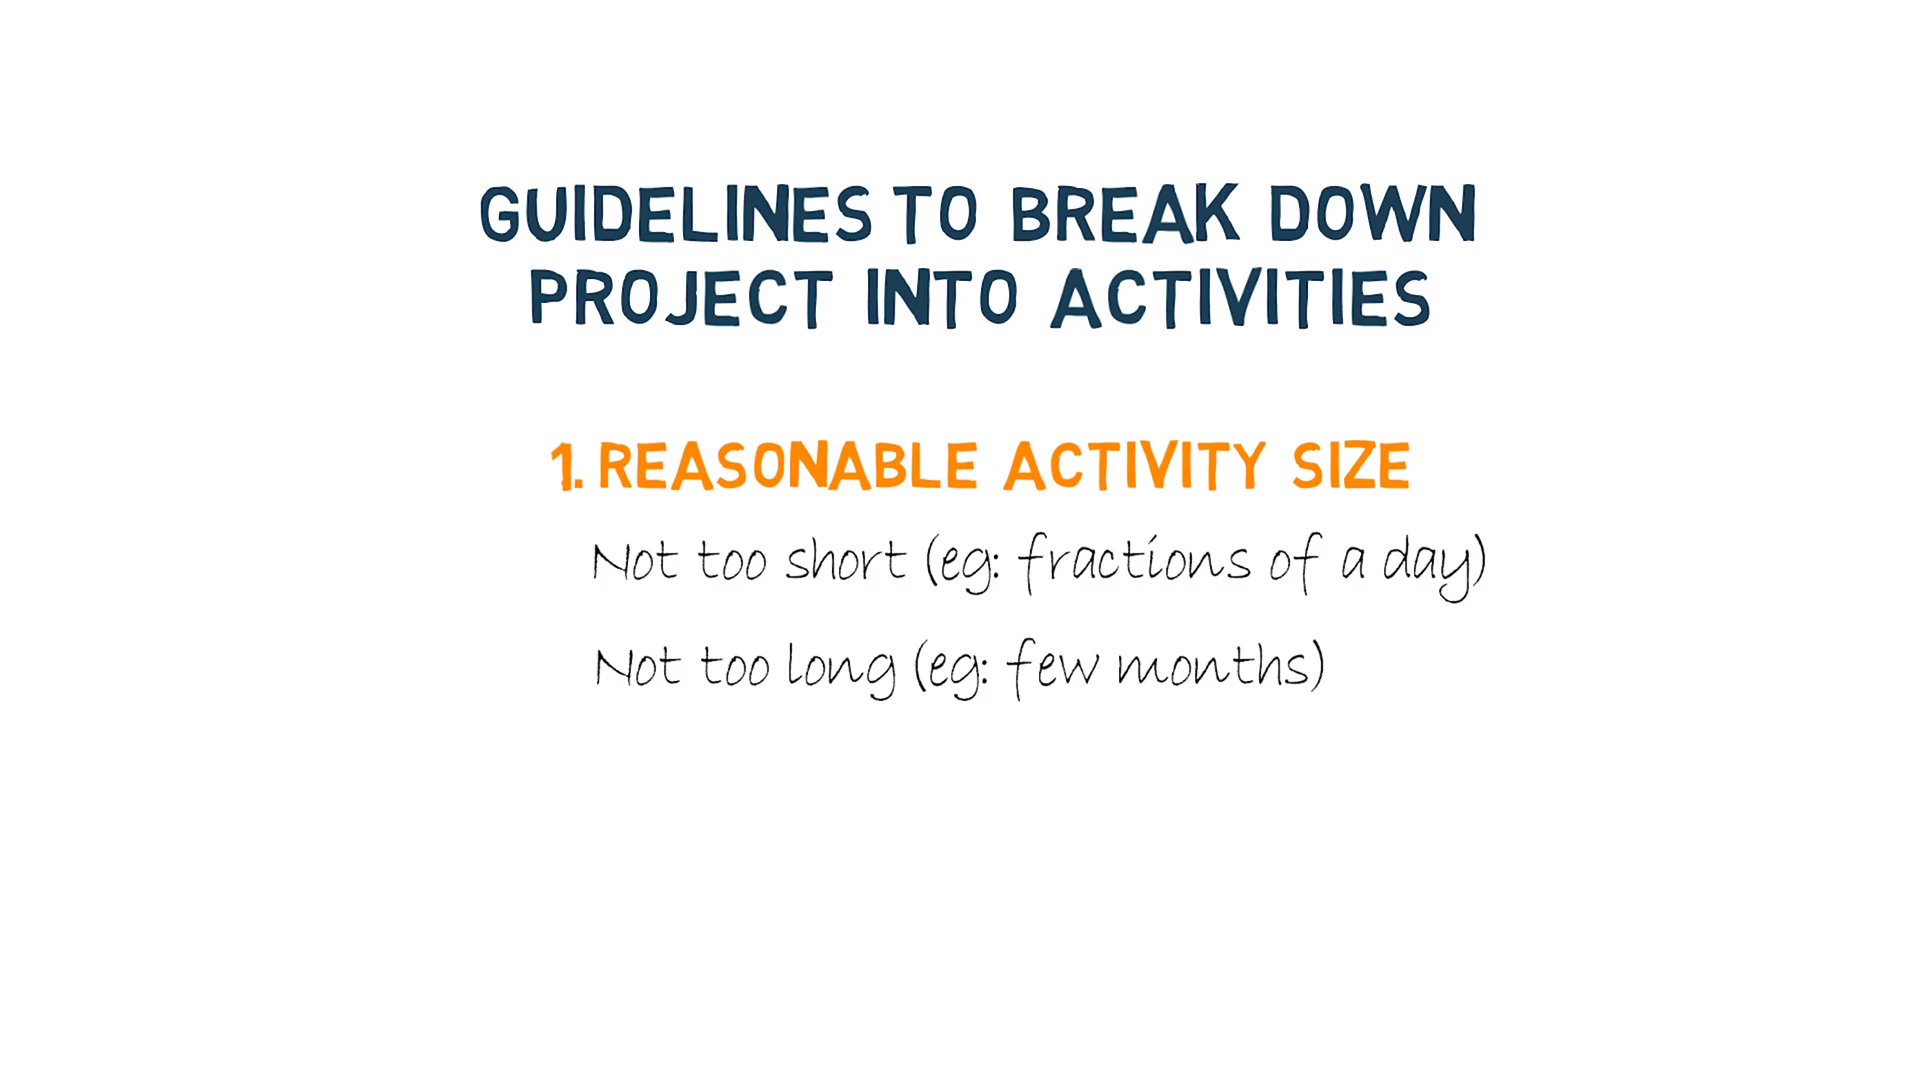 GUIDELINES TO BREAK DOWN
PROJECT INTO ACTIVITIES
1. REASONABLE ACTIVITY SIZE
Not too short (eg: fractions of a day)
Not too long (eg: few months)